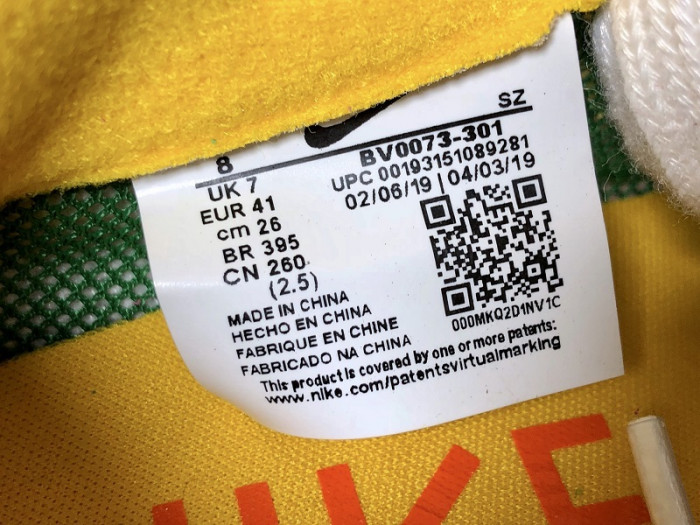 8 SZ
UK 7
EUR 41
cm 26
BR 395
CN 260
(2.5)
BV0073-301
UPC 00193151089281
02/06/19 | 04/03/19
000MKQ2D1NV1C
MADE IN CHINA
HECHO EN CHINA
FABRIQUE EN CHINE
FABRICADO NA CHINA
This product is covered by one or more patents:
www.nike.com/patentsvirtualmarking
NIKE